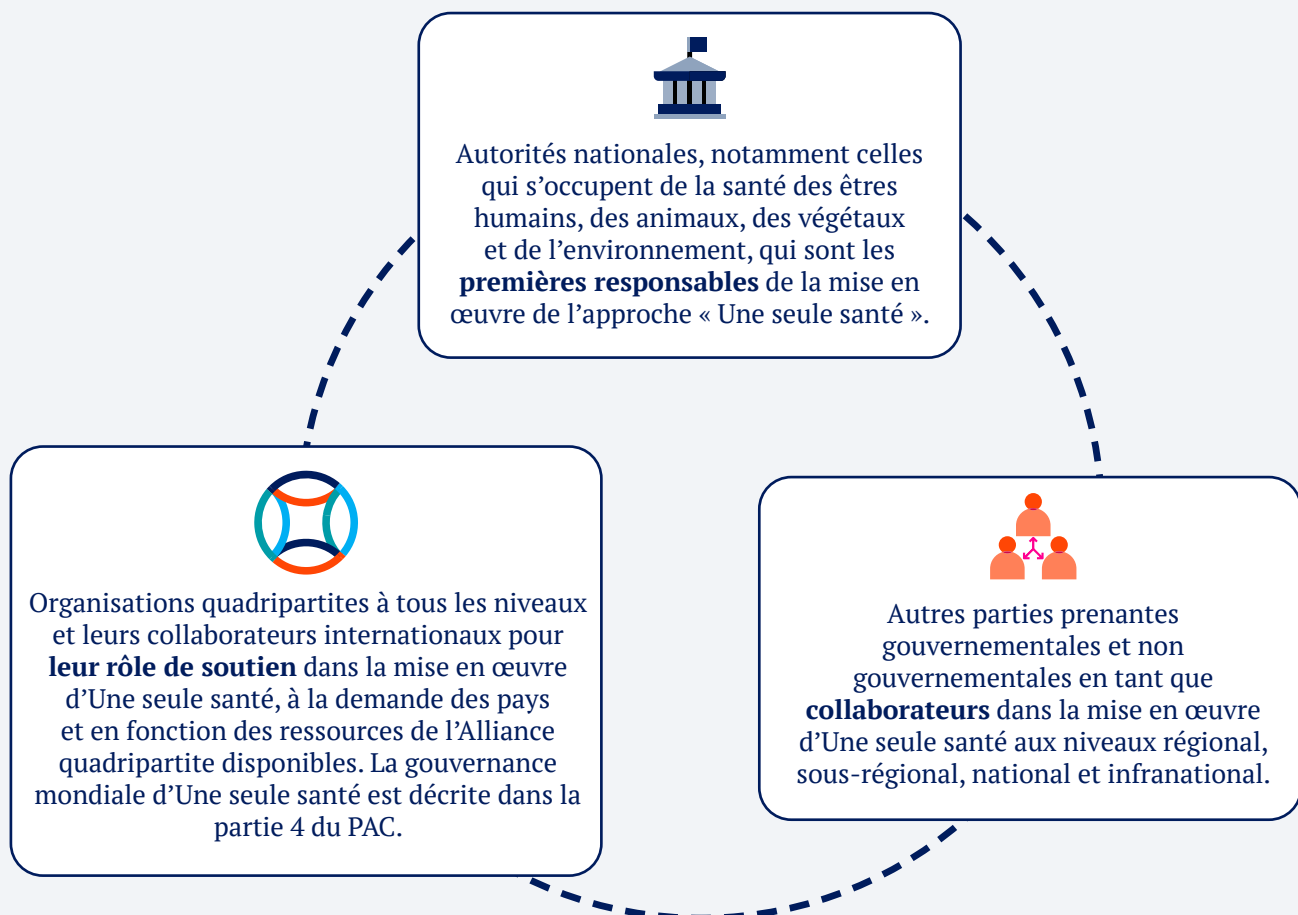 Autorités nationales, notamment celles
qui s’occupent de la santé des êtres
humains, des animaux, des végétaux
et de l’environnement, qui sont les
premières responsables de la mise en
œuvre de l’approche « Une seule santé ».
Organisations quadripartites à tous les niveaux
et leurs collaborateurs internationaux pour
leur rôle de soutien dans la mise en œuvre
d’Une seule santé, à la demande des pays
et en fonction des ressources de l’Alliance
quadripartite disponibles. La gouvernance
mondiale d’Une seule santé est décrite dans la
partie 4 du PAC.
Autres parties prenantes
gouvernementales et non
gouvernementales en tant que
collaborateurs dans la mise en œuvre
d’Une seule santé aux niveaux régional,
sous-régional, national et infranational.